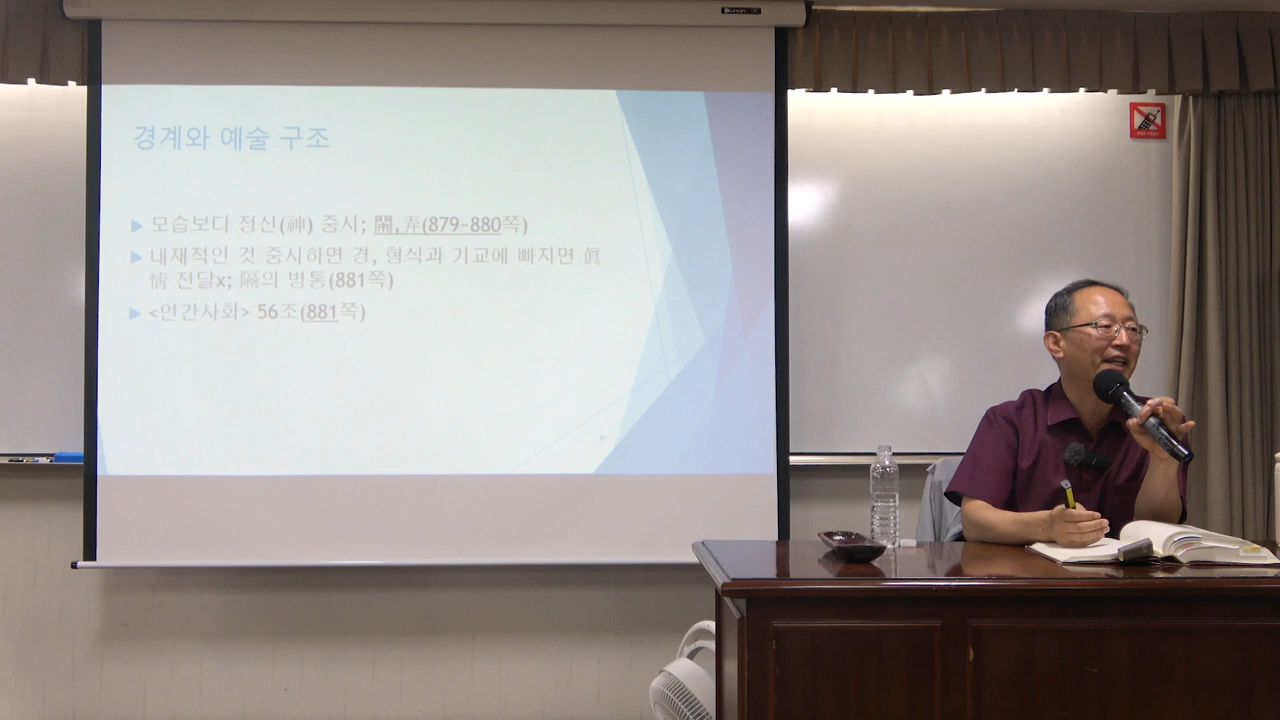 경계와 예술 구조
모습보다 정신(神) 중시; 鬧,弄(879~880쪽)
내재적인 것 중시하면 경, 형식과 기교에 빠지면 眞
情 전달x; 隔의 병통(881쪽)
<인간사화> 56조(881쪽)